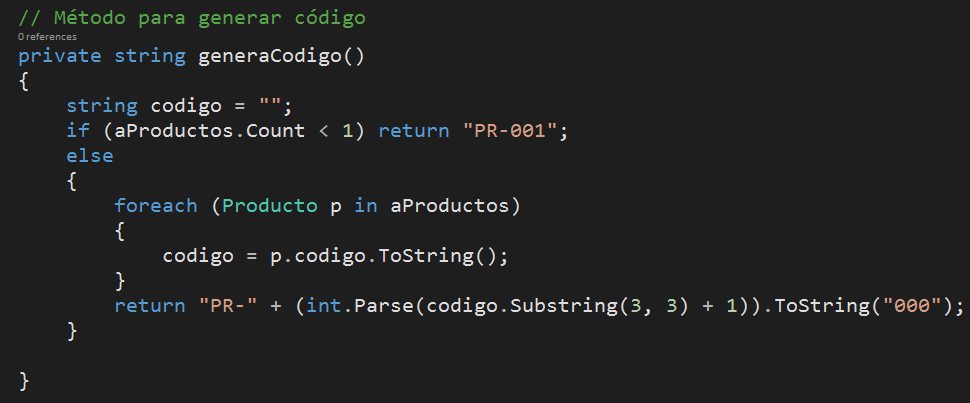 // Método para generar código
0 references
private string generaCodigo()
{
    string codigo = "";
    if (aProductos.Count < 1) return "PR-001";
    else
    {
        foreach (Producto p in aProductos)
        {
            codigo = p.codigo.ToString();
        }
        return "PR-" + (int.Parse(codigo.Substring(3, 3) + 1)).ToString("000");
    }
}